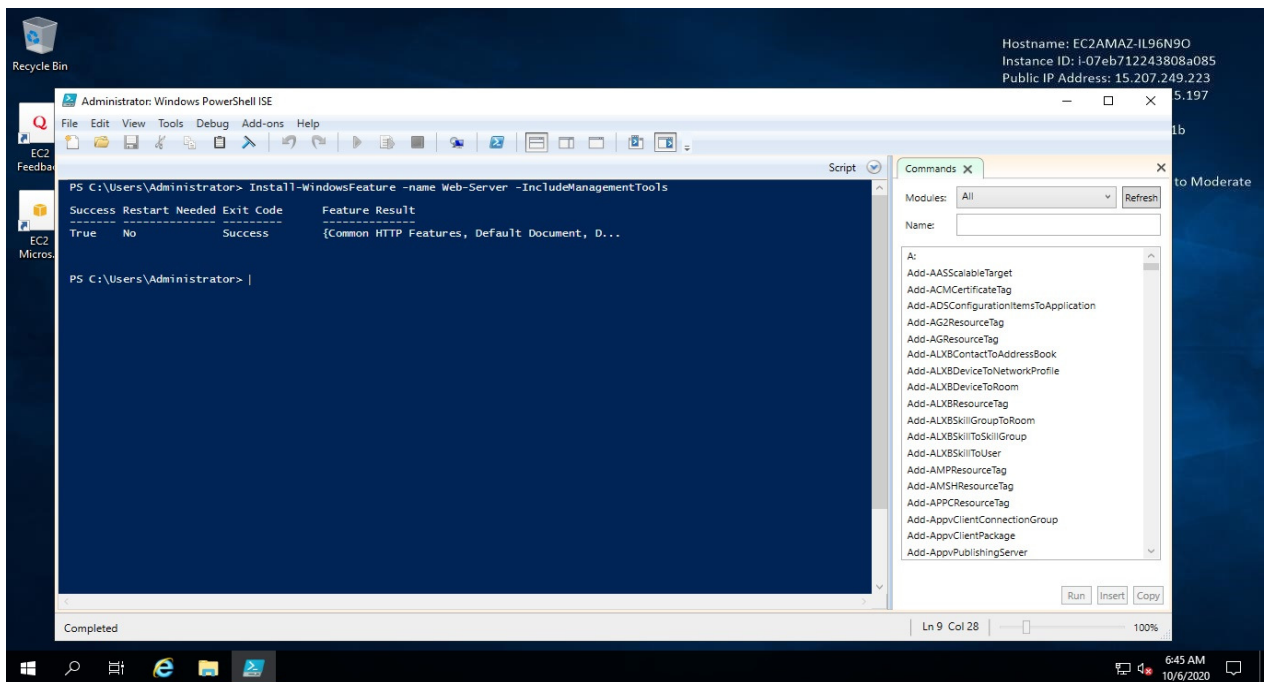 Recycle Bin
Hostname: EC2AMAZ-IL96N9O
Instance ID: i-07eb712243808a085
Public IP Address: 15.207.249.223
5.197
1b
to Moderate
EC2
Feedba
EC2
Micros.
Administrator: Windows PowerShell ISE
File Edit View Tools Debug Add-ons Help
Script
PS C:\Users\Administrator> Install-WindowsFeature -name Web-Server -IncludeManagementTools
Success Restart Needed Exit Code      Feature Result
------- -------------- ---------      --------------
True    No             Success        {Common HTTP Features, Default Document, D...
PS C:\Users\Administrator>
Commands X
Modules: All Refresh
Name:
A:
Add-AASScalableTarget
Add-ACMCertificateTag
Add-ADSConfigurationItemsToApplication
Add-AG2ResourceTag
Add-AGResourceTag
Add-ALXBContactToAddressBook
Add-ALXBDeviceToNetworkProfile
Add-ALXBDeviceToRoom
Add-ALXBResourceTag
Add-ALXBSkillGroupToRoom
Add-ALXBSkillToSkillGroup
Add-ALXBSkillToUser
Add-AMPResourceTag
Add-AMSHResourceTag
Add-APPCResourceTag
Add-AppvClientConnectionGroup
Add-AppvClientPackage
Add-AppvPublishingServer
Run Insert Copy
Completed
Ln 9 Col 28
100%
6:45 AM
10/6/2020